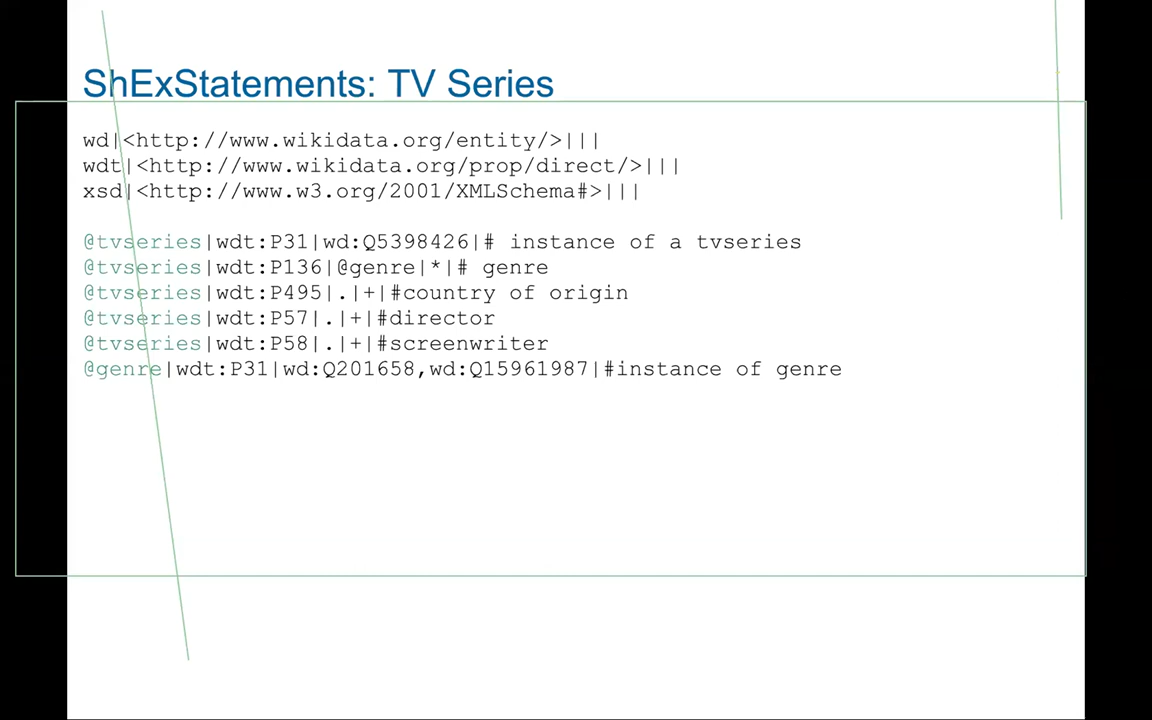 ShExStatements: TV Series
wd|<http://www.wikidata.org/entity/>|||
wdt|<http://www.wikidata.org/prop/direct/>|||
xsd|<http://www.w3.org/2001/XMLSchema#>|||
@tvseries|wdt:P31|wd:Q5398426|# instance of a tvseries
@tvseries|wdt:P136|@genre|*|# genre
@tvseries|wdt:P495|.|+|#country of origin
@tvseries|wdt:P57|.|+|#director
@tvseries|wdt:P58|.|+|#screenwriter
@genre|wdt:P31|wd:Q201658,wd:Q15961987|#instance of genre